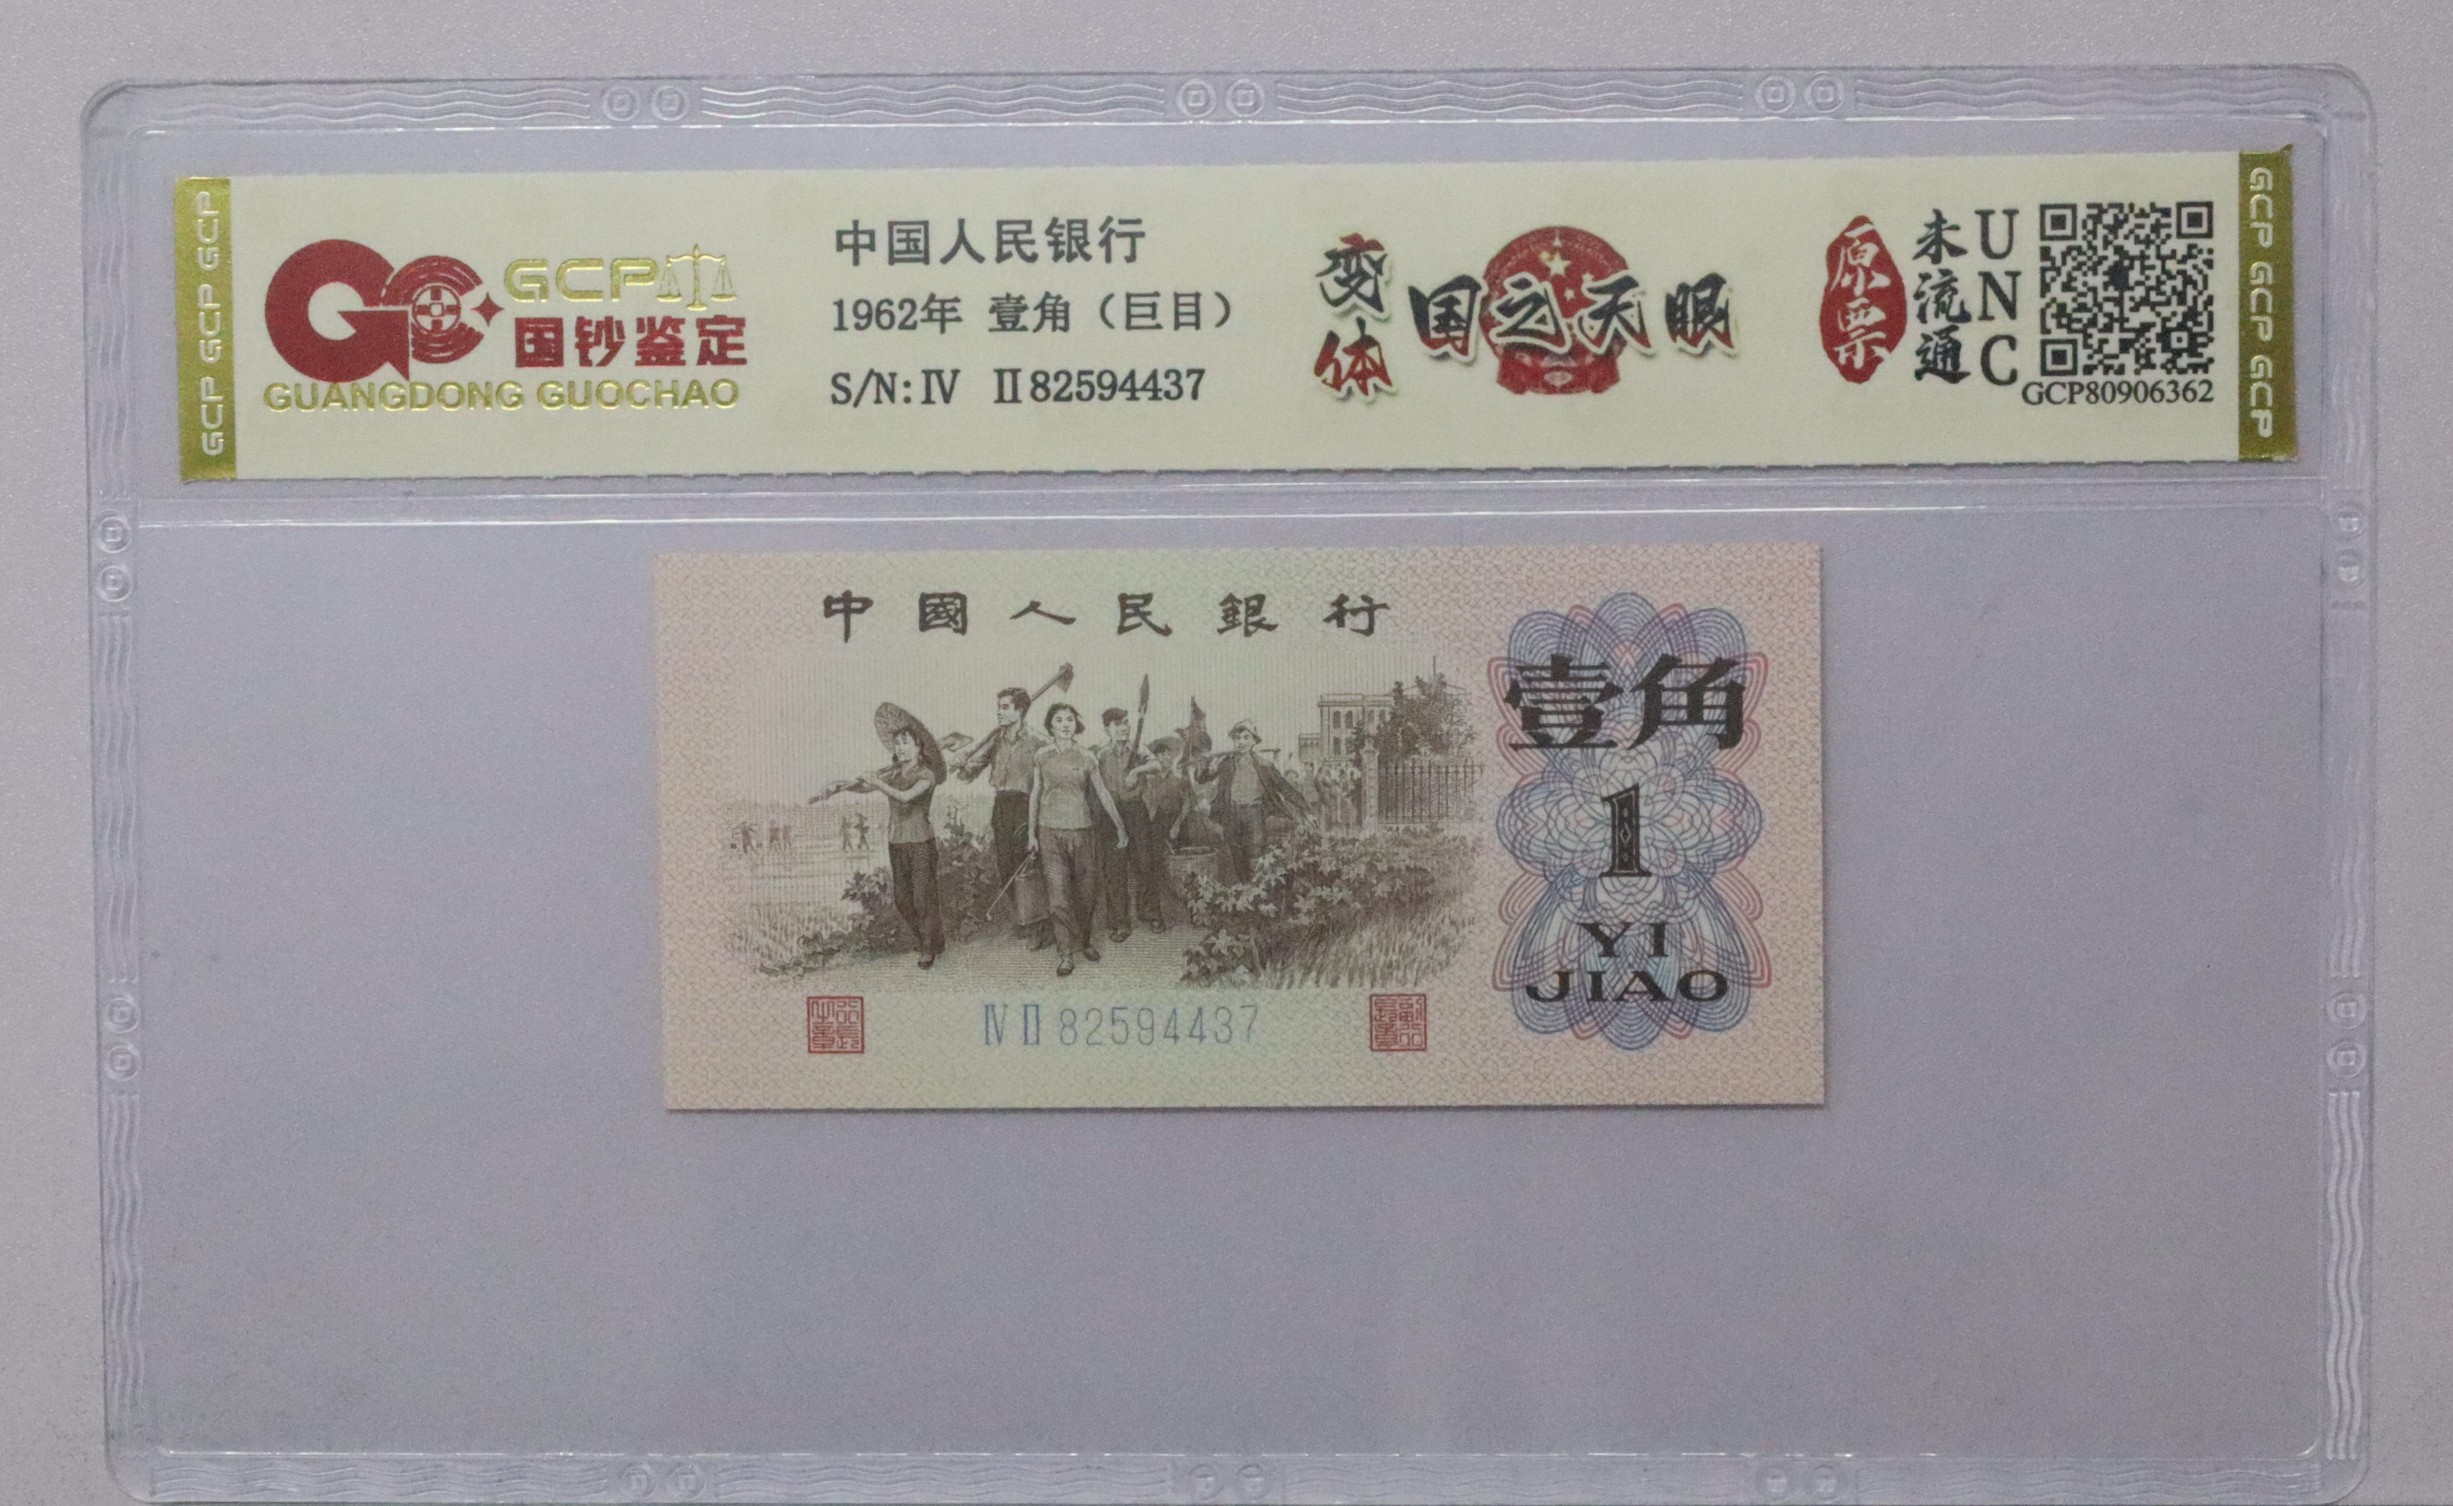 GCP GCP GCP
GCP
国钞鉴定
GUANGDONG GUOCHAO
中国人民银行
1962年 壹角（巨目）
S/N: Ⅳ Ⅱ82594437
变体
国之天眼
原票
未流通
UNC
GCP80906362
GCP GCP GCP
中國人民銀行
壹角
1
YI
JIAO
Ⅳ Ⅱ 82594437